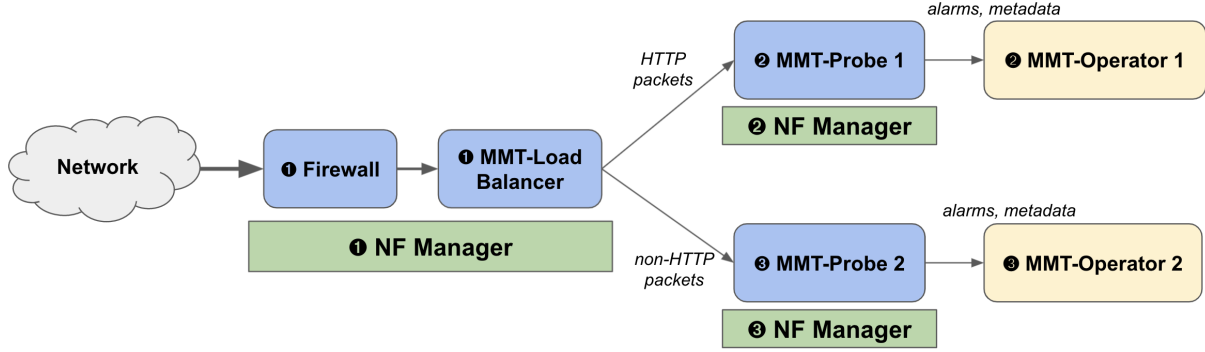 Network
❶ Firewall
❶ MMT-Load
Balancer
❶ NF Manager
HTTP
packets
❷ MMT-Probe 1
❷ NF Manager
alarms, metadata
❷ MMT-Operator 1
non-HTTP
packets
❸ MMT-Probe 2
❸ NF Manager
alarms, metadata
❸ MMT-Operator 2